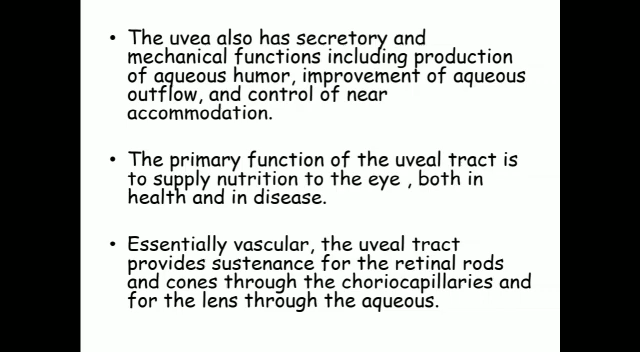 • The uvea also has secretory and
mechanical functions including production
of aqueous humor, improvement of aqueous
outflow, and control of near
accommodation.
• The primary function of the uveal tract is
to supply nutrition to the eye , both in
health and in disease.
• Essentially vascular, the uveal tract
provides sustenance for the retinal rods
and cones through the choriocapillaries and
for the lens through the aqueous.